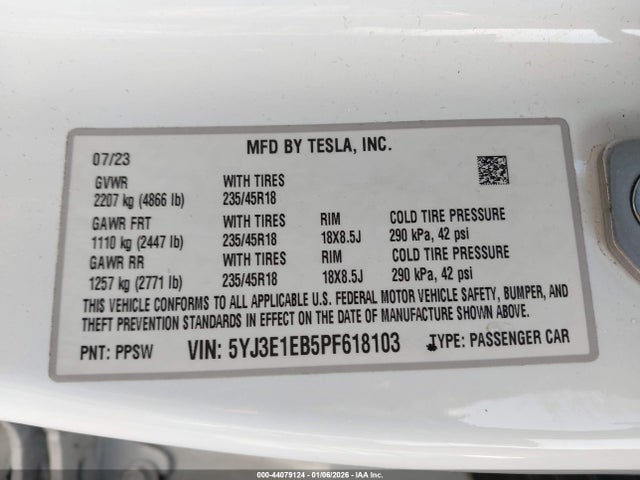 07/23 MFD BY TESLA, INC.
GVWR WITH TIRES
2207 kg (4866 lb) 235/45R18
GAWR FRT WITH TIRES RIM COLD TIRE PRESSURE
1110 kg (2447 lb) 235/45R18 18X8.5J 290 kPa, 42 psi
GAWR RR WITH TIRES RIM COLD TIRE PRESSURE
1257 kg (2771 lb) 235/45R18 18X8.5J 290 kPa, 42 psi
THIS VEHICLE CONFORMS TO ALL APPLICABLE U.S. FEDERAL MOTOR VEHICLE SAFETY, BUMPER, AND
THEFT PREVENTION STANDARDS IN EFFECT ON THE DATE OF MANUFACTURE SHOWN ABOVE.
PNT: PPSW VIN: 5YJ3E1EB5PF618103 TYPE: PASSENGER CAR
000-44079124 - 01/06/2026 - IAA Inc.